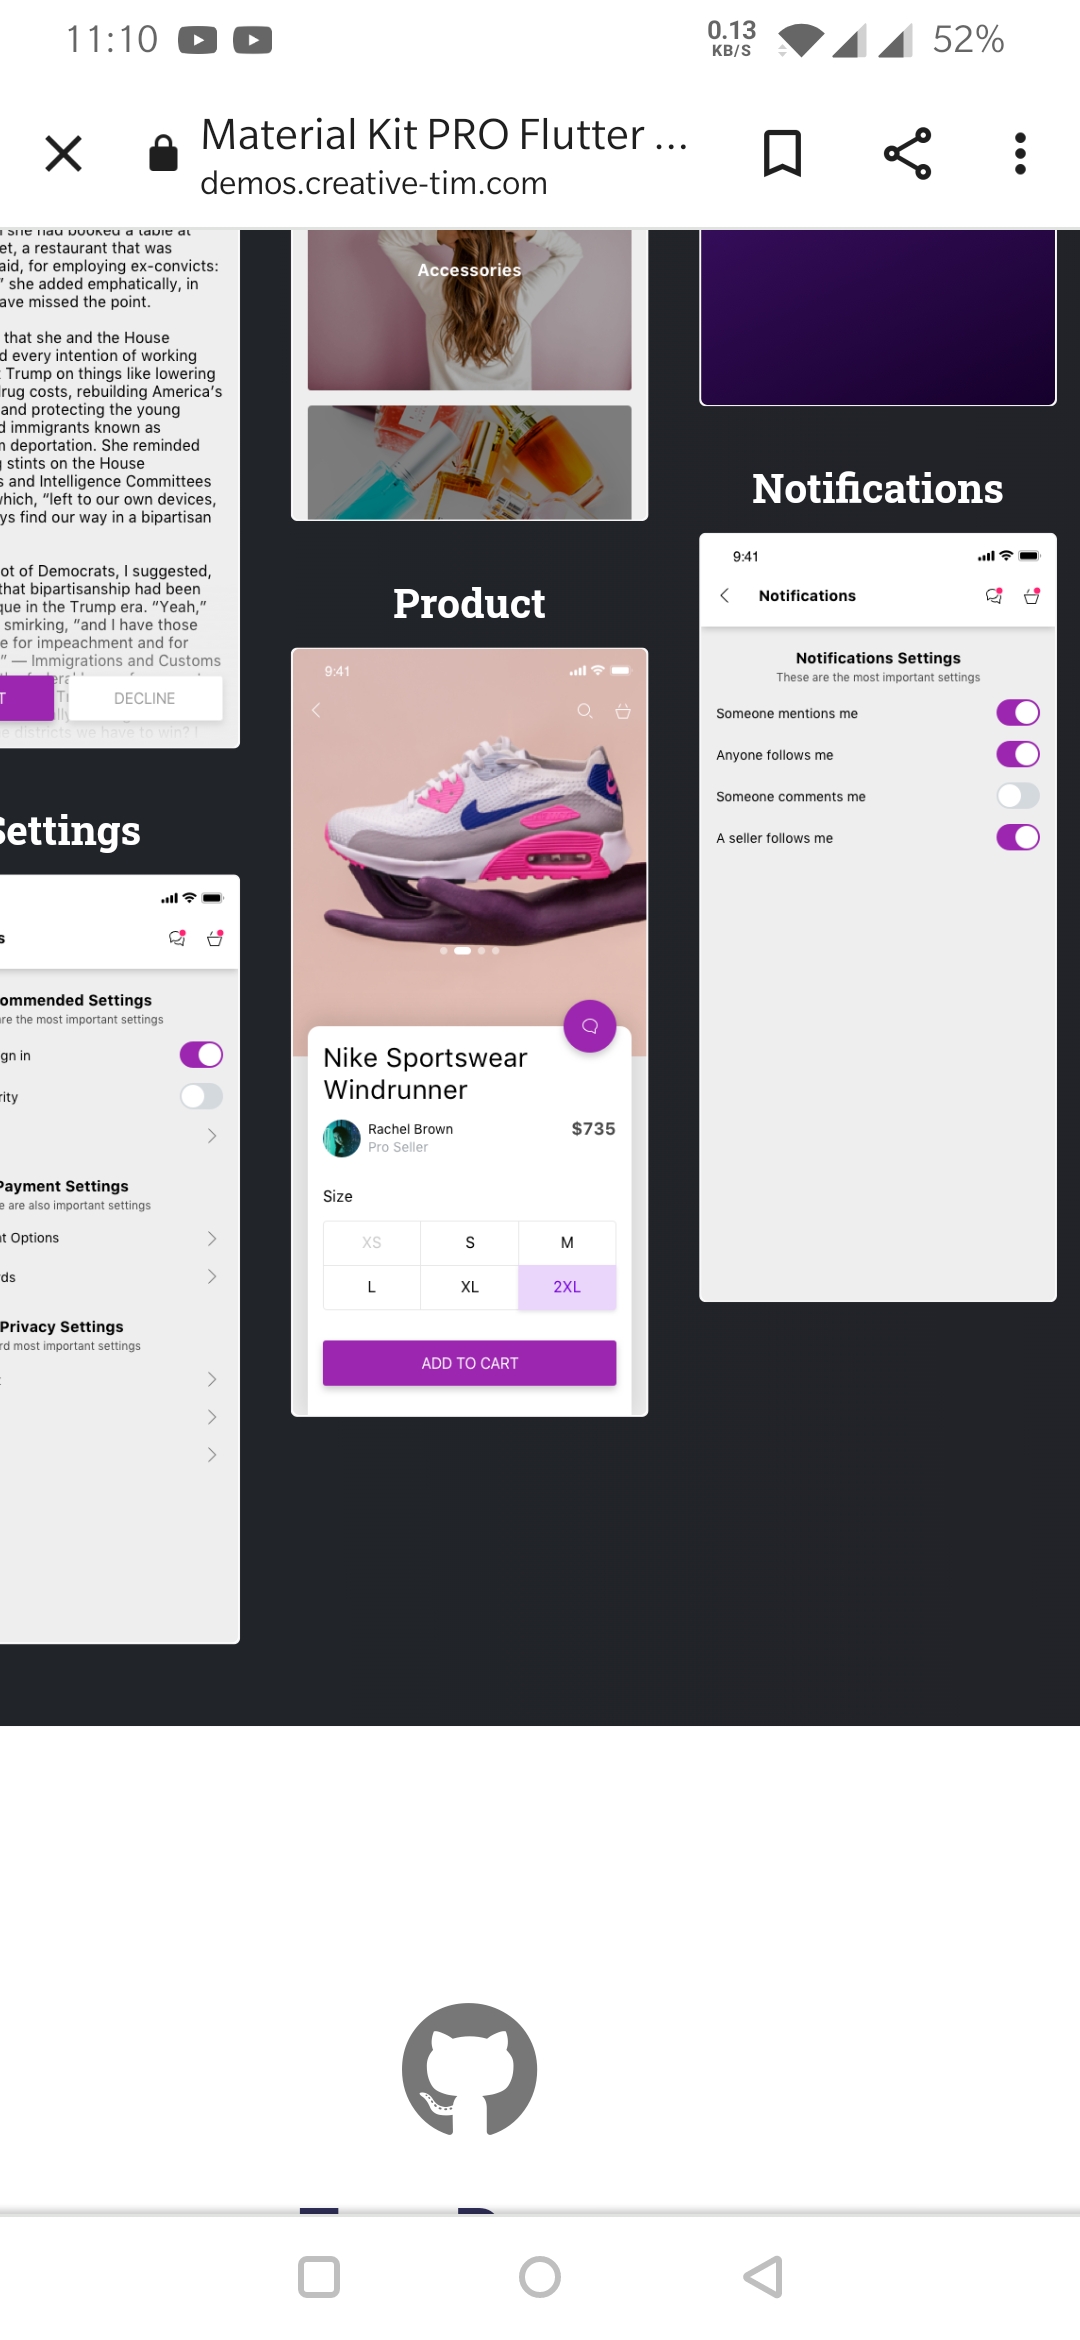 11:10
0.13
KB/S
52%
Material Kit PRO Flutter ...
demos.creative-tim.com
she had booked a table at
et, a restaurant that was
aid, for employing ex-convicts:
" she added emphatically, in
ave missed the point.
that she and the House
d every intention of working
t Trump on things like lowering
drug costs, rebuilding America's
and protecting the young
d immigrants known as
m deportation. She reminded
g stints on the House
s and Intelligence Committees
which, "left to our own devices,
ys find our way in a bipartisan
ot of Democrats, I suggested,
that bipartisanship had been
que in the Trump era. "Yeah,"
smirking, "and I have those
e for impeachment and for
" — Immigrations and Customs
T
DECLINE
e districts we have to win? I
Settings
s
ommended Settings
are the most important settings
gn in
rity
Payment Settings
e are also important settings
t Options
rds
Privacy Settings
rd most important settings
Accessories
Product
9:41
Nike Sportswear
Windrunner
Rachel Brown
Pro Seller
$735
Size
XS
S
M
L
XL
2XL
ADD TO CART
Notifications
9:41
Notifications
Notifications Settings
These are the most important settings
Someone mentions me
Anyone follows me
Someone comments me
A seller follows me